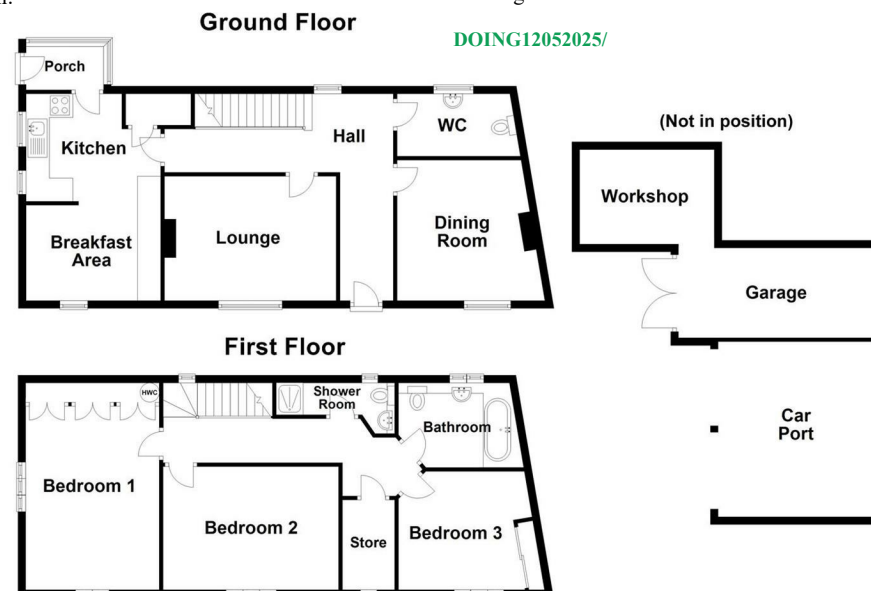 Ground Floor
DOING12052025/
Porch
Kitchen
Hall
WC
(Not in position)
Workshop
Breakfast
Area
Lounge
Dining
Room
Garage
First Floor
HWC
Shower
Room
Bathroom
Car
Port
Bedroom 1
Bedroom 2
Store
Bedroom 3